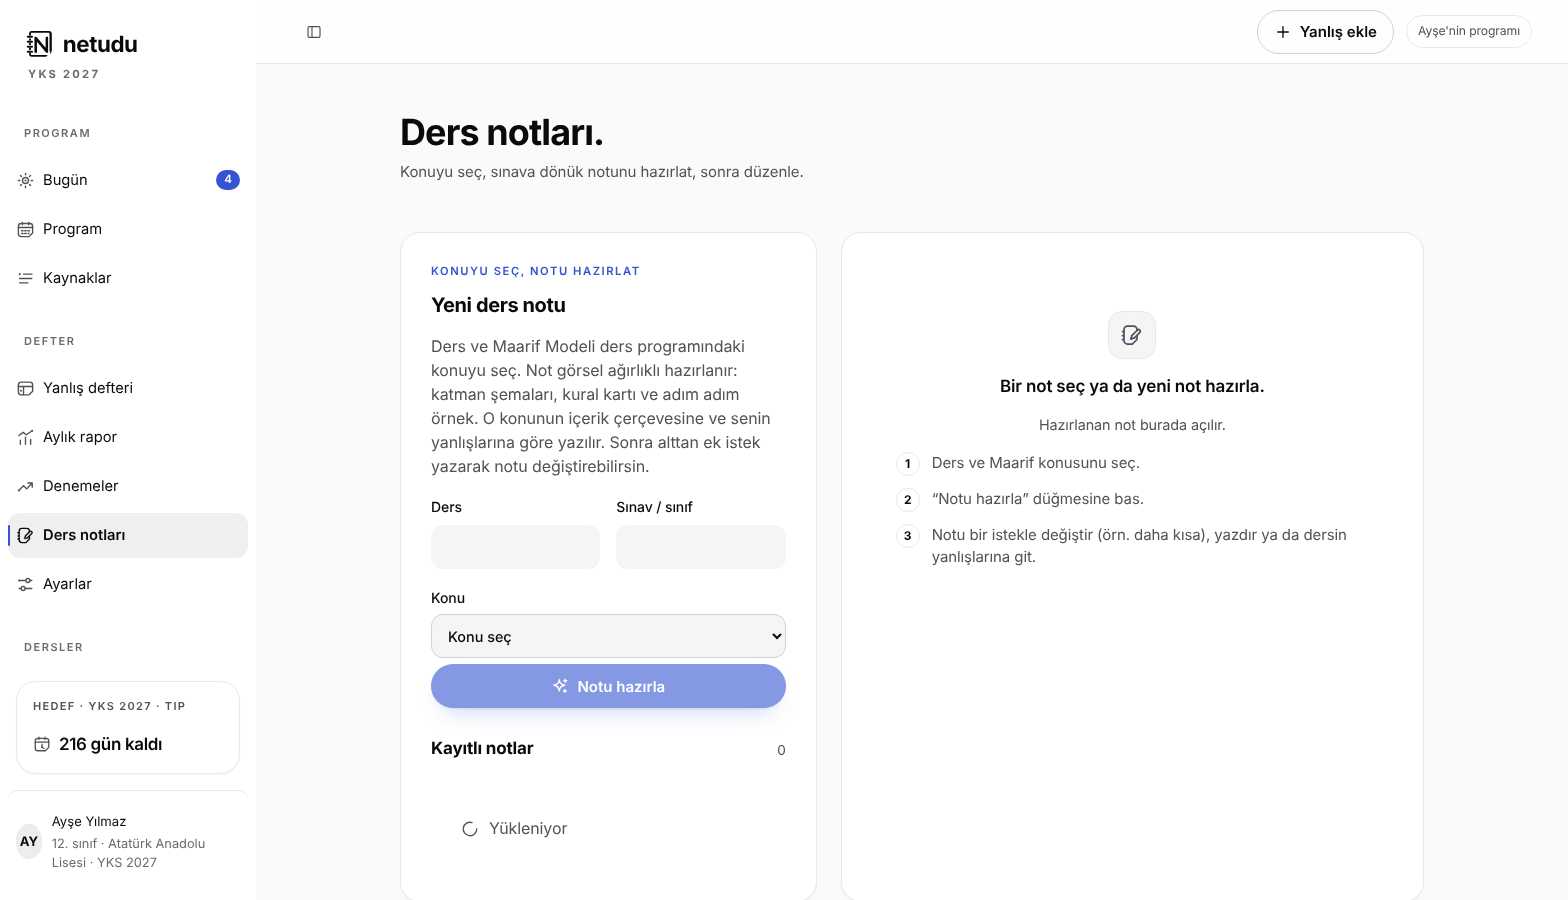 netudu
YKS 2027
PROGRAM
Bugün
4
Program
Kaynaklar
DEFTER
Yanlış defteri
Aylık rapor
Denemeler
Ders notları
Ayarlar
DERSLER
HEDEF · YKS 2027 · TIP
216 gün kaldı
AY
Ayşe Yılmaz
12. sınıf · Atatürk Anadolu
Lisesi · YKS 2027
Yanlış ekle
Ayşe'nin programı
Ders notları.
Konuyu seç, sınava dönük notunu hazırlat, sonra düzenle.
KONUYU SEÇ, NOTU HAZIRLAT
Yeni ders notu
Ders ve Maarif Modeli ders programındaki
konuyu seç. Not görsel ağırlıklı hazırlanır:
katman şemaları, kural kartı ve adım adım
örnek. O konunun içerik çerçevesine ve senin
yanlışlarına göre yazılır. Sonra alttan ek istek
yazarak notu değiştirebilirsin.
Ders
Sınav / sınıf
Konu
Konu seç
Notu hazırla
Kayıtlı notlar
0
Yükleniyor
Bir not seç ya da yeni not hazırla.
Hazırlanan not burada açılır.
1 Ders ve Maarif konusunu seç.
2 “Notu hazırla” düğmesine bas.
3 Notu bir istekle değiştir (örn. daha kısa), yazdır ya da dersin
yanlışlarına git.